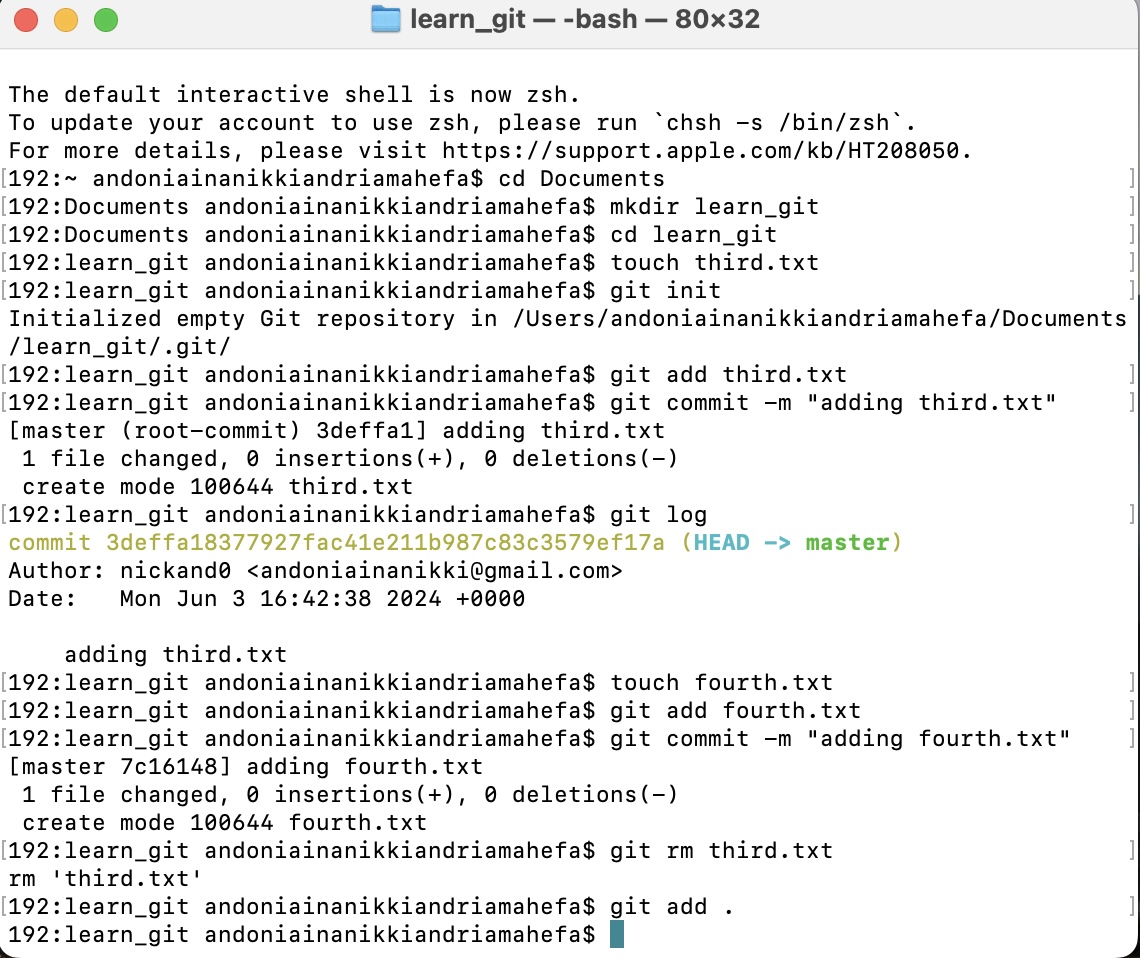 learn_git — -bash — 80×32
The default interactive shell is now zsh.
To update your account to use zsh, please run `chsh -s /bin/zsh`.
For more details, please visit https://support.apple.com/kb/HT208050.
[192:~ andoniainanikkiandriamahefa$ cd Documents ]
[192:Documents andoniainanikkiandriamahefa$ mkdir learn_git ]
[192:Documents andoniainanikkiandriamahefa$ cd learn_git ]
[192:learn_git andoniainanikkiandriamahefa$ touch third.txt ]
[192:learn_git andoniainanikkiandriamahefa$ git init ]
Initialized empty Git repository in /Users/andoniainanikkiandriamahefa/Documents
/learn_git/.git/
[192:learn_git andoniainanikkiandriamahefa$ git add third.txt ]
[192:learn_git andoniainanikkiandriamahefa$ git commit -m "adding third.txt" ]
[master (root-commit) 3deffa1] adding third.txt
 1 file changed, 0 insertions(+), 0 deletions(-)
 create mode 100644 third.txt
[192:learn_git andoniainanikkiandriamahefa$ git log ]
commit 3deffa18377927fac41e211b987c83c3579ef17a (HEAD -> master)
Author: nickand0 <andoniainanikki@gmail.com>
Date:   Mon Jun 3 16:42:38 2024 +0000
    adding third.txt
[192:learn_git andoniainanikkiandriamahefa$ touch fourth.txt ]
[192:learn_git andoniainanikkiandriamahefa$ git add fourth.txt ]
[192:learn_git andoniainanikkiandriamahefa$ git commit -m "adding fourth.txt" ]
[master 7c16148] adding fourth.txt
 1 file changed, 0 insertions(+), 0 deletions(-)
 create mode 100644 fourth.txt
[192:learn_git andoniainanikkiandriamahefa$ git rm third.txt ]
rm 'third.txt'
[192:learn_git andoniainanikkiandriamahefa$ git add . ]
192:learn_git andoniainanikkiandriamahefa$